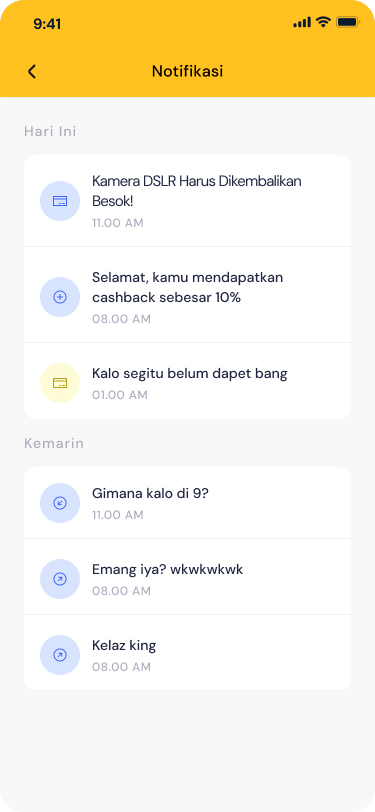 9:41
Notifikasi
Hari Ini
Kamera DSLR Harus Dikembalikan
Besok!
11.00 AM
Selamat, kamu mendapatkan
cashback sebesar 10%
08.00 AM
Kalo segitu belum dapet bang
01.00 AM
Kemarin
Gimana kalo di 9?
11.00 AM
Emang iya? wkwkwkwk
08.00 AM
Kelaz king
08.00 AM